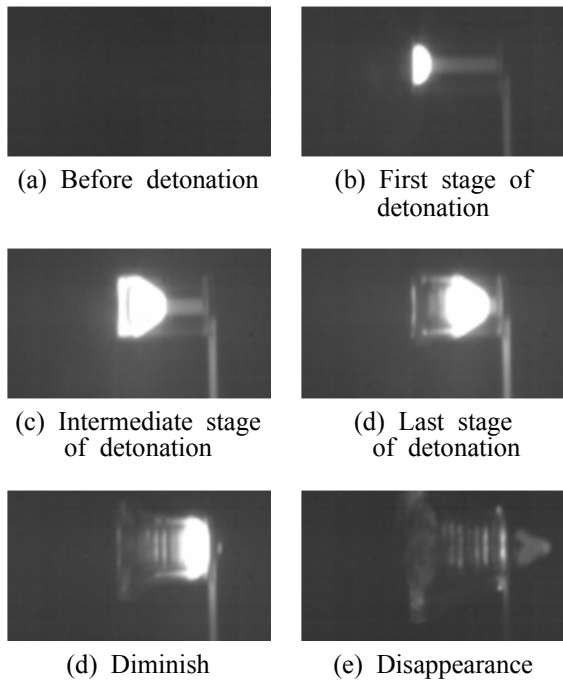 (a) Before detonation
(b) First stage of
detonation
(c) Intermediate stage
of detonation
(d) Last stage
of detonation
(d) Diminish
(e) Disappearance